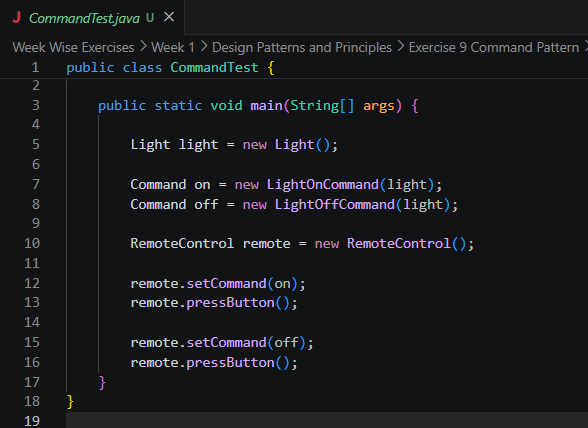 J CommandTest.java U ×
Week Wise Exercises > Week 1 > Design Patterns and Principles > Exercise 9 Command Pattern >
1 public class CommandTest {
2
3     public static void main(String[] args) {
4
5         Light light = new Light();
6
7         Command on = new LightOnCommand(light);
8         Command off = new LightOffCommand(light);
9
10         RemoteControl remote = new RemoteControl();
11
12         remote.setCommand(on);
13         remote.pressButton();
14
15         remote.setCommand(off);
16         remote.pressButton();
17     }
18 }
19